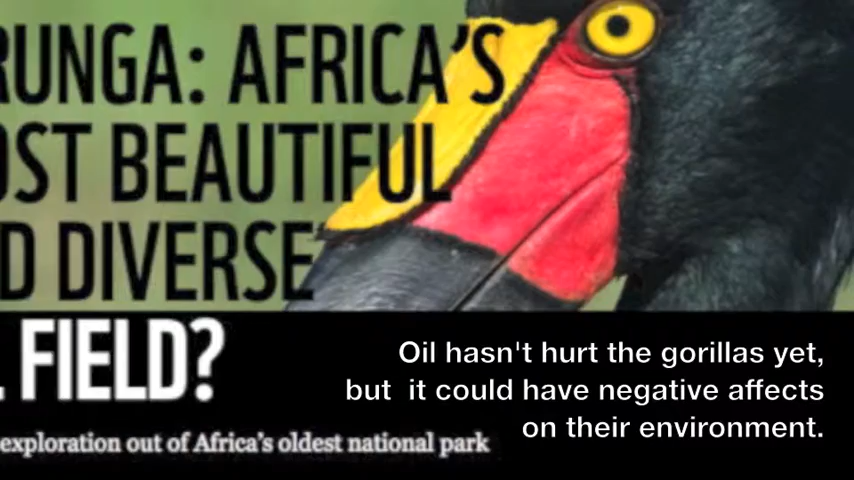 RUNGA: AFRICA'S
OST BEAUTIFUL
D DIVERSE
. FIELD?
exploration out of Africa's oldest national park
Oil hasn't hurt the gorillas yet,
but  it could have negative affects
on their environment.